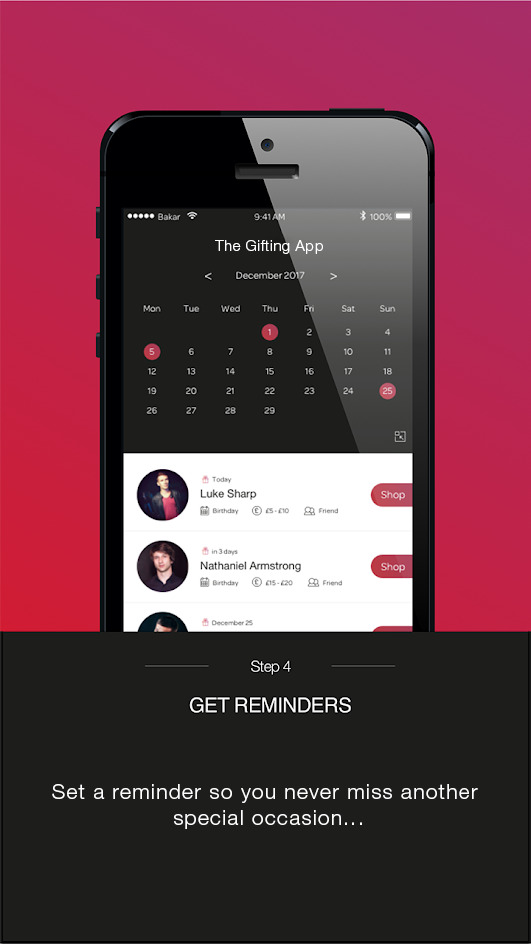 Bakar 9:41 AM 100%
The Gifting App
< December 2017 >
Mon Tue Wed Thu Fri Sat Sun
1 2 3 4
5 6 7 8 9 10 11
12 13 14 15 16 17 18
19 20 21 22 23 24 25
26 27 28 29
Today
Luke Sharp
Shop
Birthday £5 - £10 Friend
in 3 days
Nathaniel Armstrong
Shop
Birthday £15 - £20 Friend
December 25
Step 4
GET REMINDERS
Set a reminder so you never miss another
special occasion...